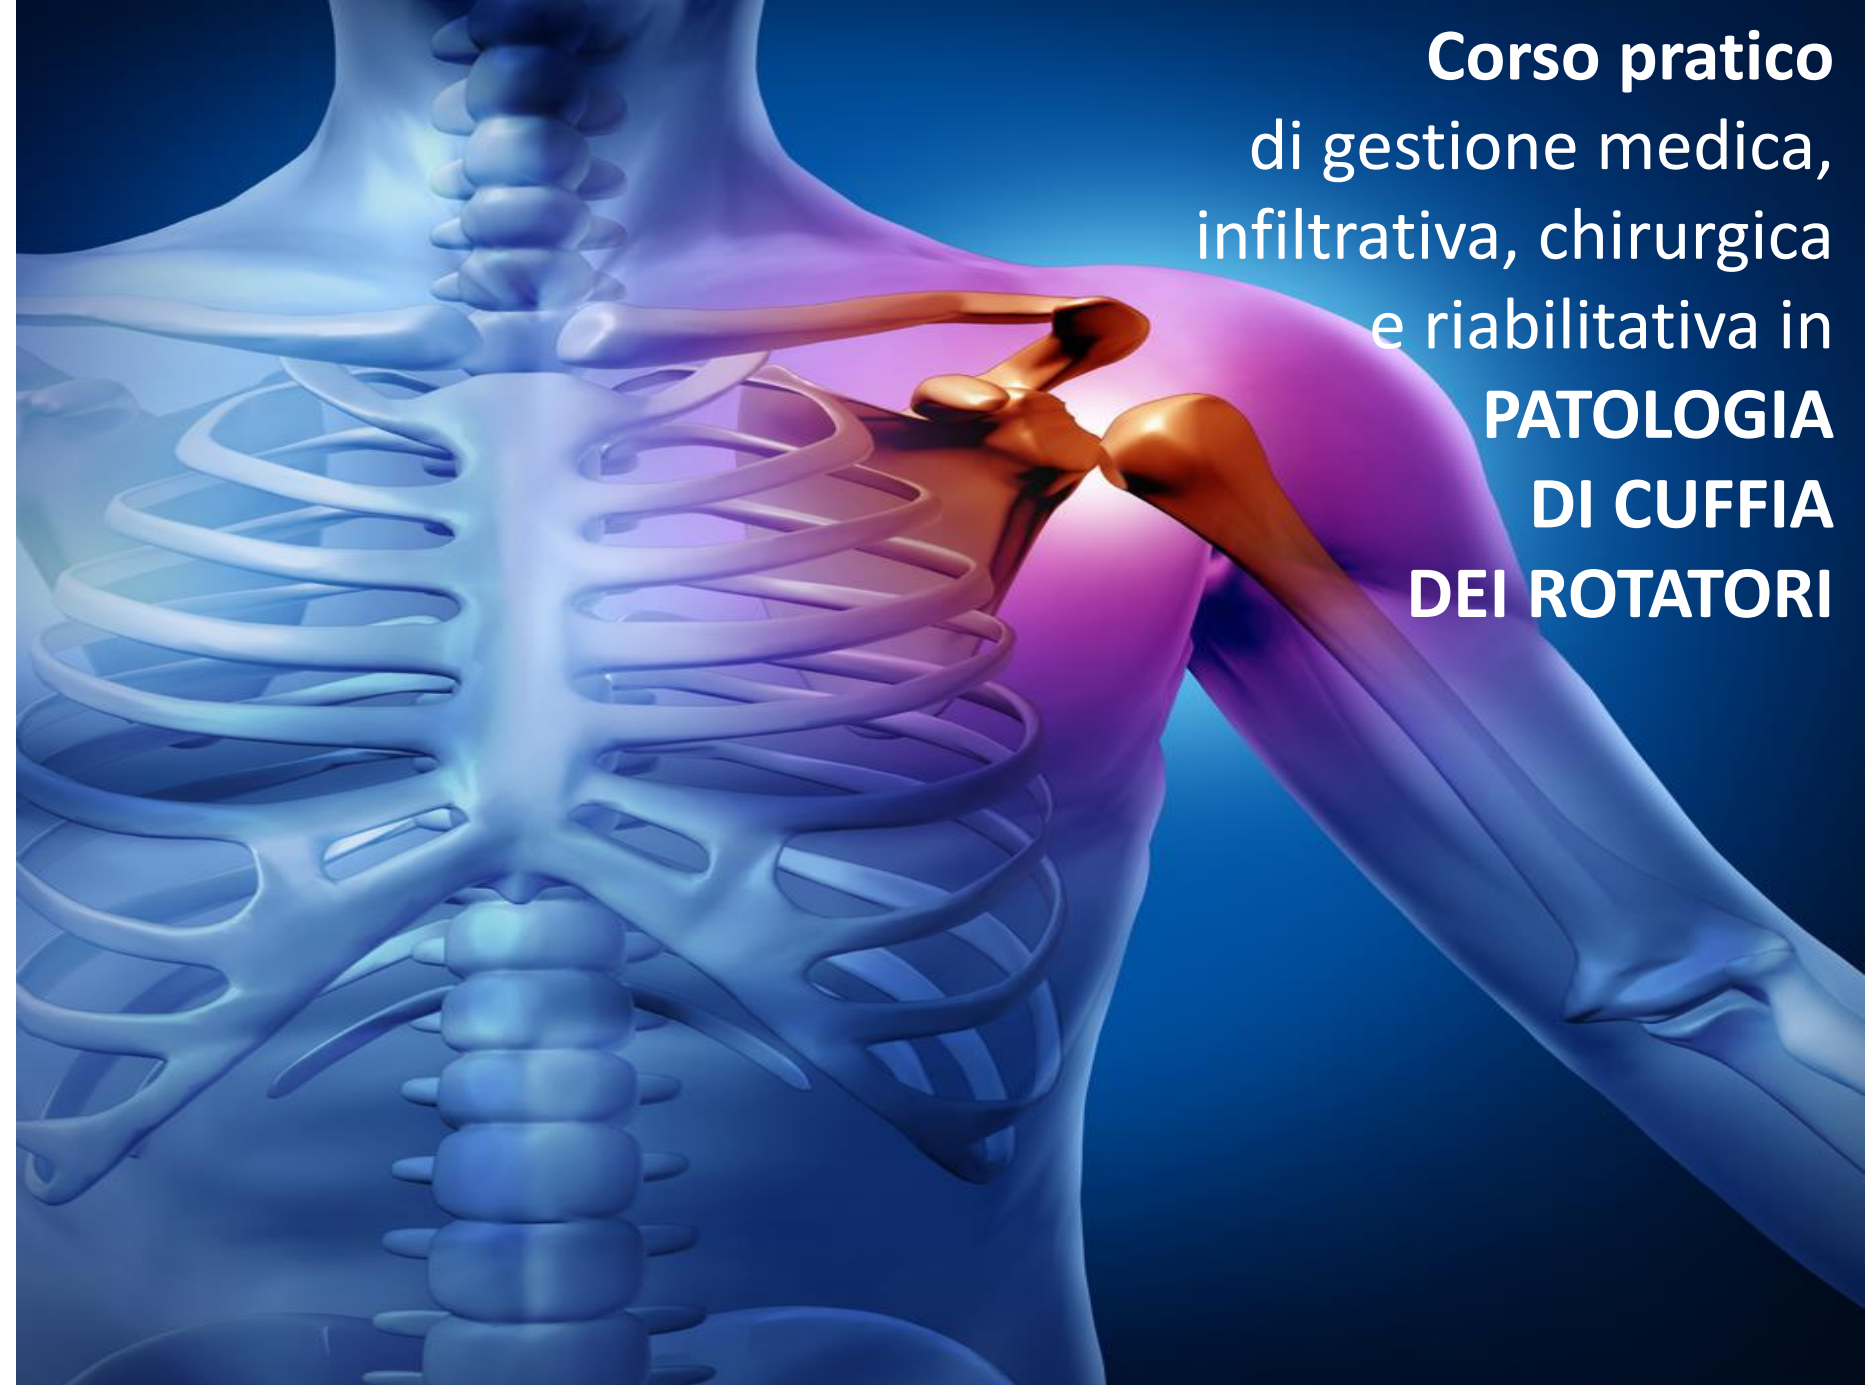 Corso pratico
di gestione medica,
infiltrativa, chirurgica
e riabilitativa in
PATOLOGIA
DI CUFFIA
DEI ROTATORI